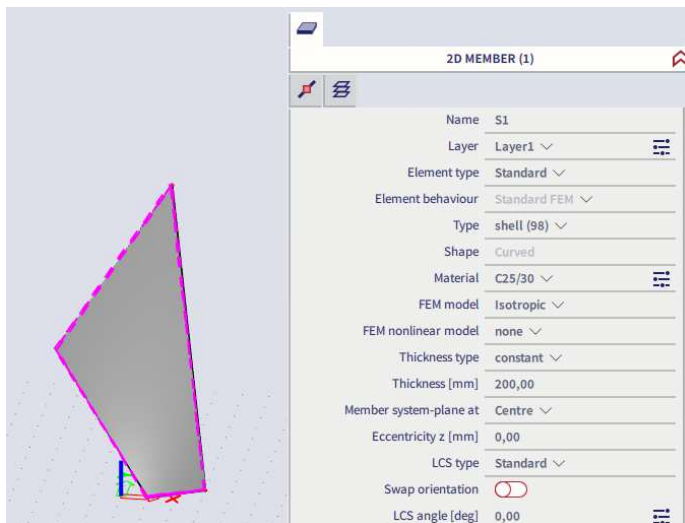 2D MEMBER (1)
Name S1
Layer Layer1
Element type Standard
Element behaviour Standard FEM
Type shell (98)
Shape Curved
Material C25/30
FEM model Isotropic
FEM nonlinear model none
Thickness type constant
Thickness [mm] 200,00
Member system-plane at Centre
Eccentricity z [mm] 0,00
LCS type Standard
Swap orientation
LCS angle [deg] 0,00